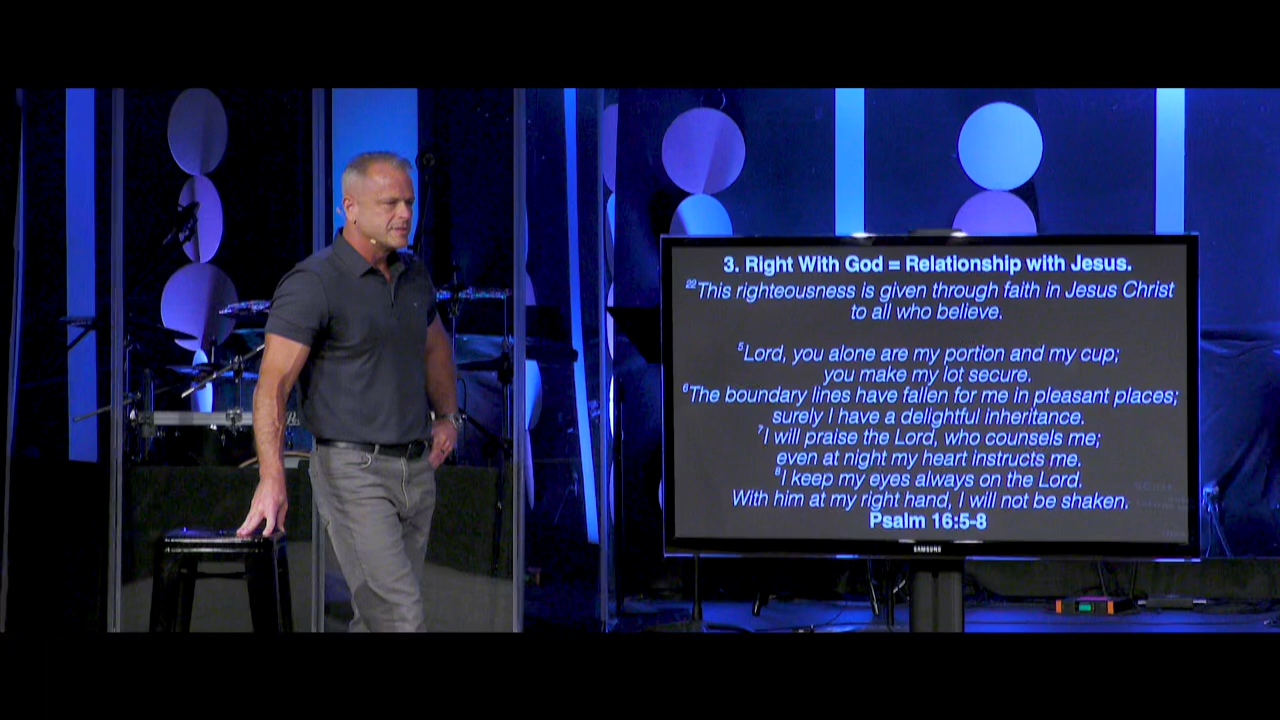 3. Right With God = Relationship with Jesus.
22This righteousness is given through faith in Jesus Christ
to all who believe.
5Lord, you alone are my portion and my cup;
you make my lot secure.
6The boundary lines have fallen for me in pleasant places;
surely I have a delightful inheritance.
7I will praise the Lord, who counsels me;
even at night my heart instructs me.
8I keep my eyes always on the Lord.
With him at my right hand, I will not be shaken.
Psalm 16:5-8
SAMSUNG